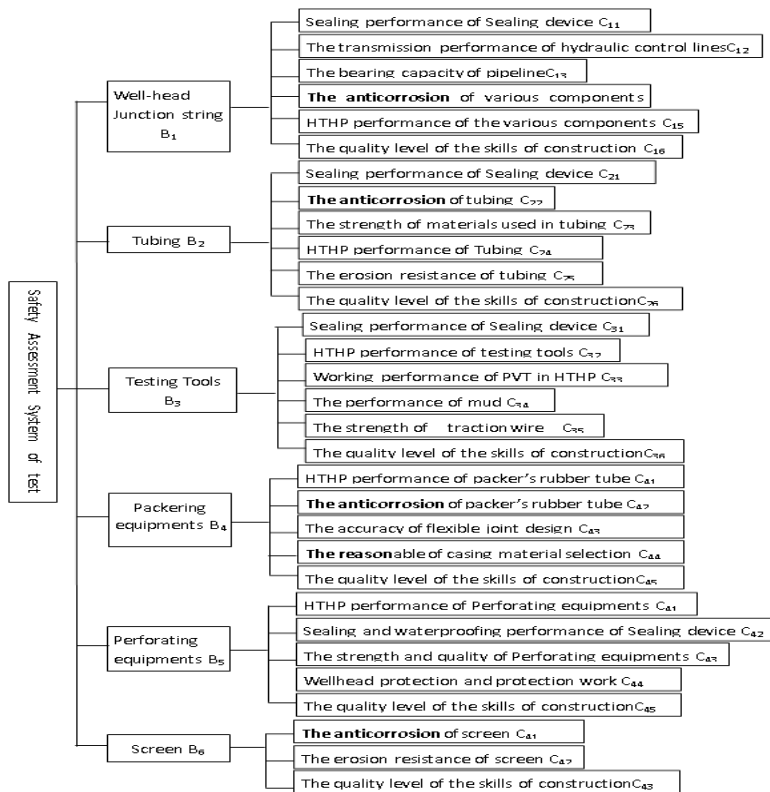 Safety Assessment System of test
Well-head
Junction string
B₁
Sealing performance of Sealing device C₁₁
The transmission performance of hydraulic control linesC₁₂
The bearing capacity of pipelineC₁₃
The anticorrosion of various components
HTHP performance of the various components C₁₅
The quality level of the skills of construction C₁₆
Tubing B₂
Sealing performance of Sealing device C₂₁
The anticorrosion of tubing C₂₂
The strength of materials used in tubing C₂₃
HTHP performance of Tubing C₂₄
The erosion resistance of tubing C₂₅
The quality level of the skills of constructionC₂₆
Testing Tools
B₃
Sealing performance of Sealing device C₃₁
HTHP performance of testing tools C₃₂
Working performance of PVT in HTHP C₃₃
The performance of mud C₃₄
The strength of traction wire C₃₅
The quality level of the skills of constructionC₃₆
Packering
equipments B₄
HTHP performance of packer's rubber tube C₄₁
The anticorrosion of packer's rubber tube C₄₂
The accuracy of flexible joint design C₄₃
The reasonable of casing material selection C₄₄
The quality level of the skills of constructionC₄₅
Perforating
equipments B₅
HTHP performance of Perforating equipments C₄₁
Sealing and waterproofing performance of Sealing device C₄₂
The strength and quality of Perforating equipments C₄₃
Wellhead protection and protection work C₄₄
The quality level of the skills of constructionC₄₅
Screen B₆
The anticorrosion of screen C₄₁
The erosion resistance of screen C₄₂
The quality level of the skills of constructionC₄₃